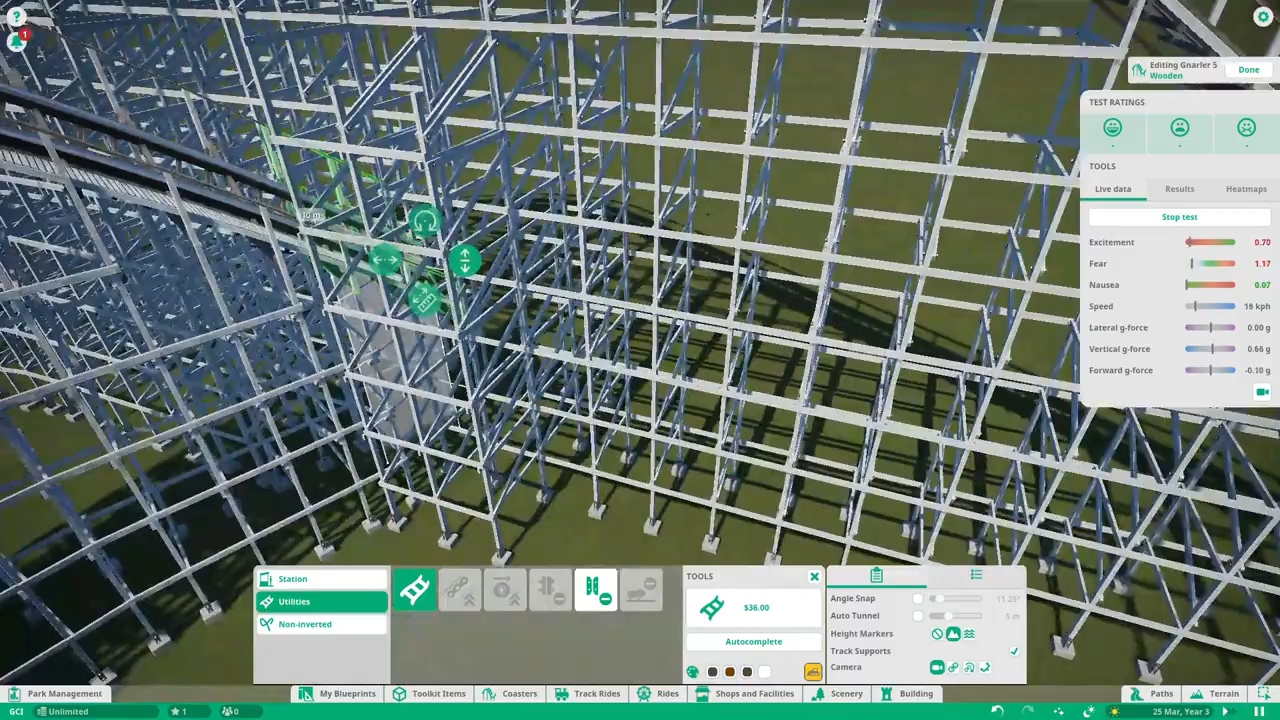 ?
1
Editing Gnarler 5
Wooden
Done
TEST RATINGS
- - -
TOOLS
Live data Results Heatmaps
Stop test
Excitement 0.70
Fear 1.17
Nausea 0.07
Speed 18 kph
Lateral g-force 0.00 g
Vertical g-force 0.66 g
Forward g-force -0.10 g
10 m
Station
Utilities
Non-inverted
TOOLS
$36.00
Autocomplete
Angle Snap 11.25°
Auto Tunnel 5 m
Height Markers
Track Supports
Camera
Park Management My Blueprints Toolkit Items Coasters Track Rides Rides Shops and Facilities Scenery Building Paths Terrain
GCI Unlimited 1 0 25 Mar, Year 3